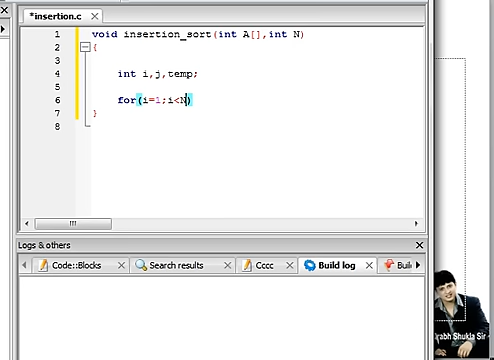 *insertion.c
1 void insertion_sort(int A[],int N)
2 {
3
4 int i,j,temp;
5
6 for(i=1;i<N)
7 }
8
Logs & others
Code::Blocks
Search results
Cccc
Build log
Buil
rabh Shukla Sir